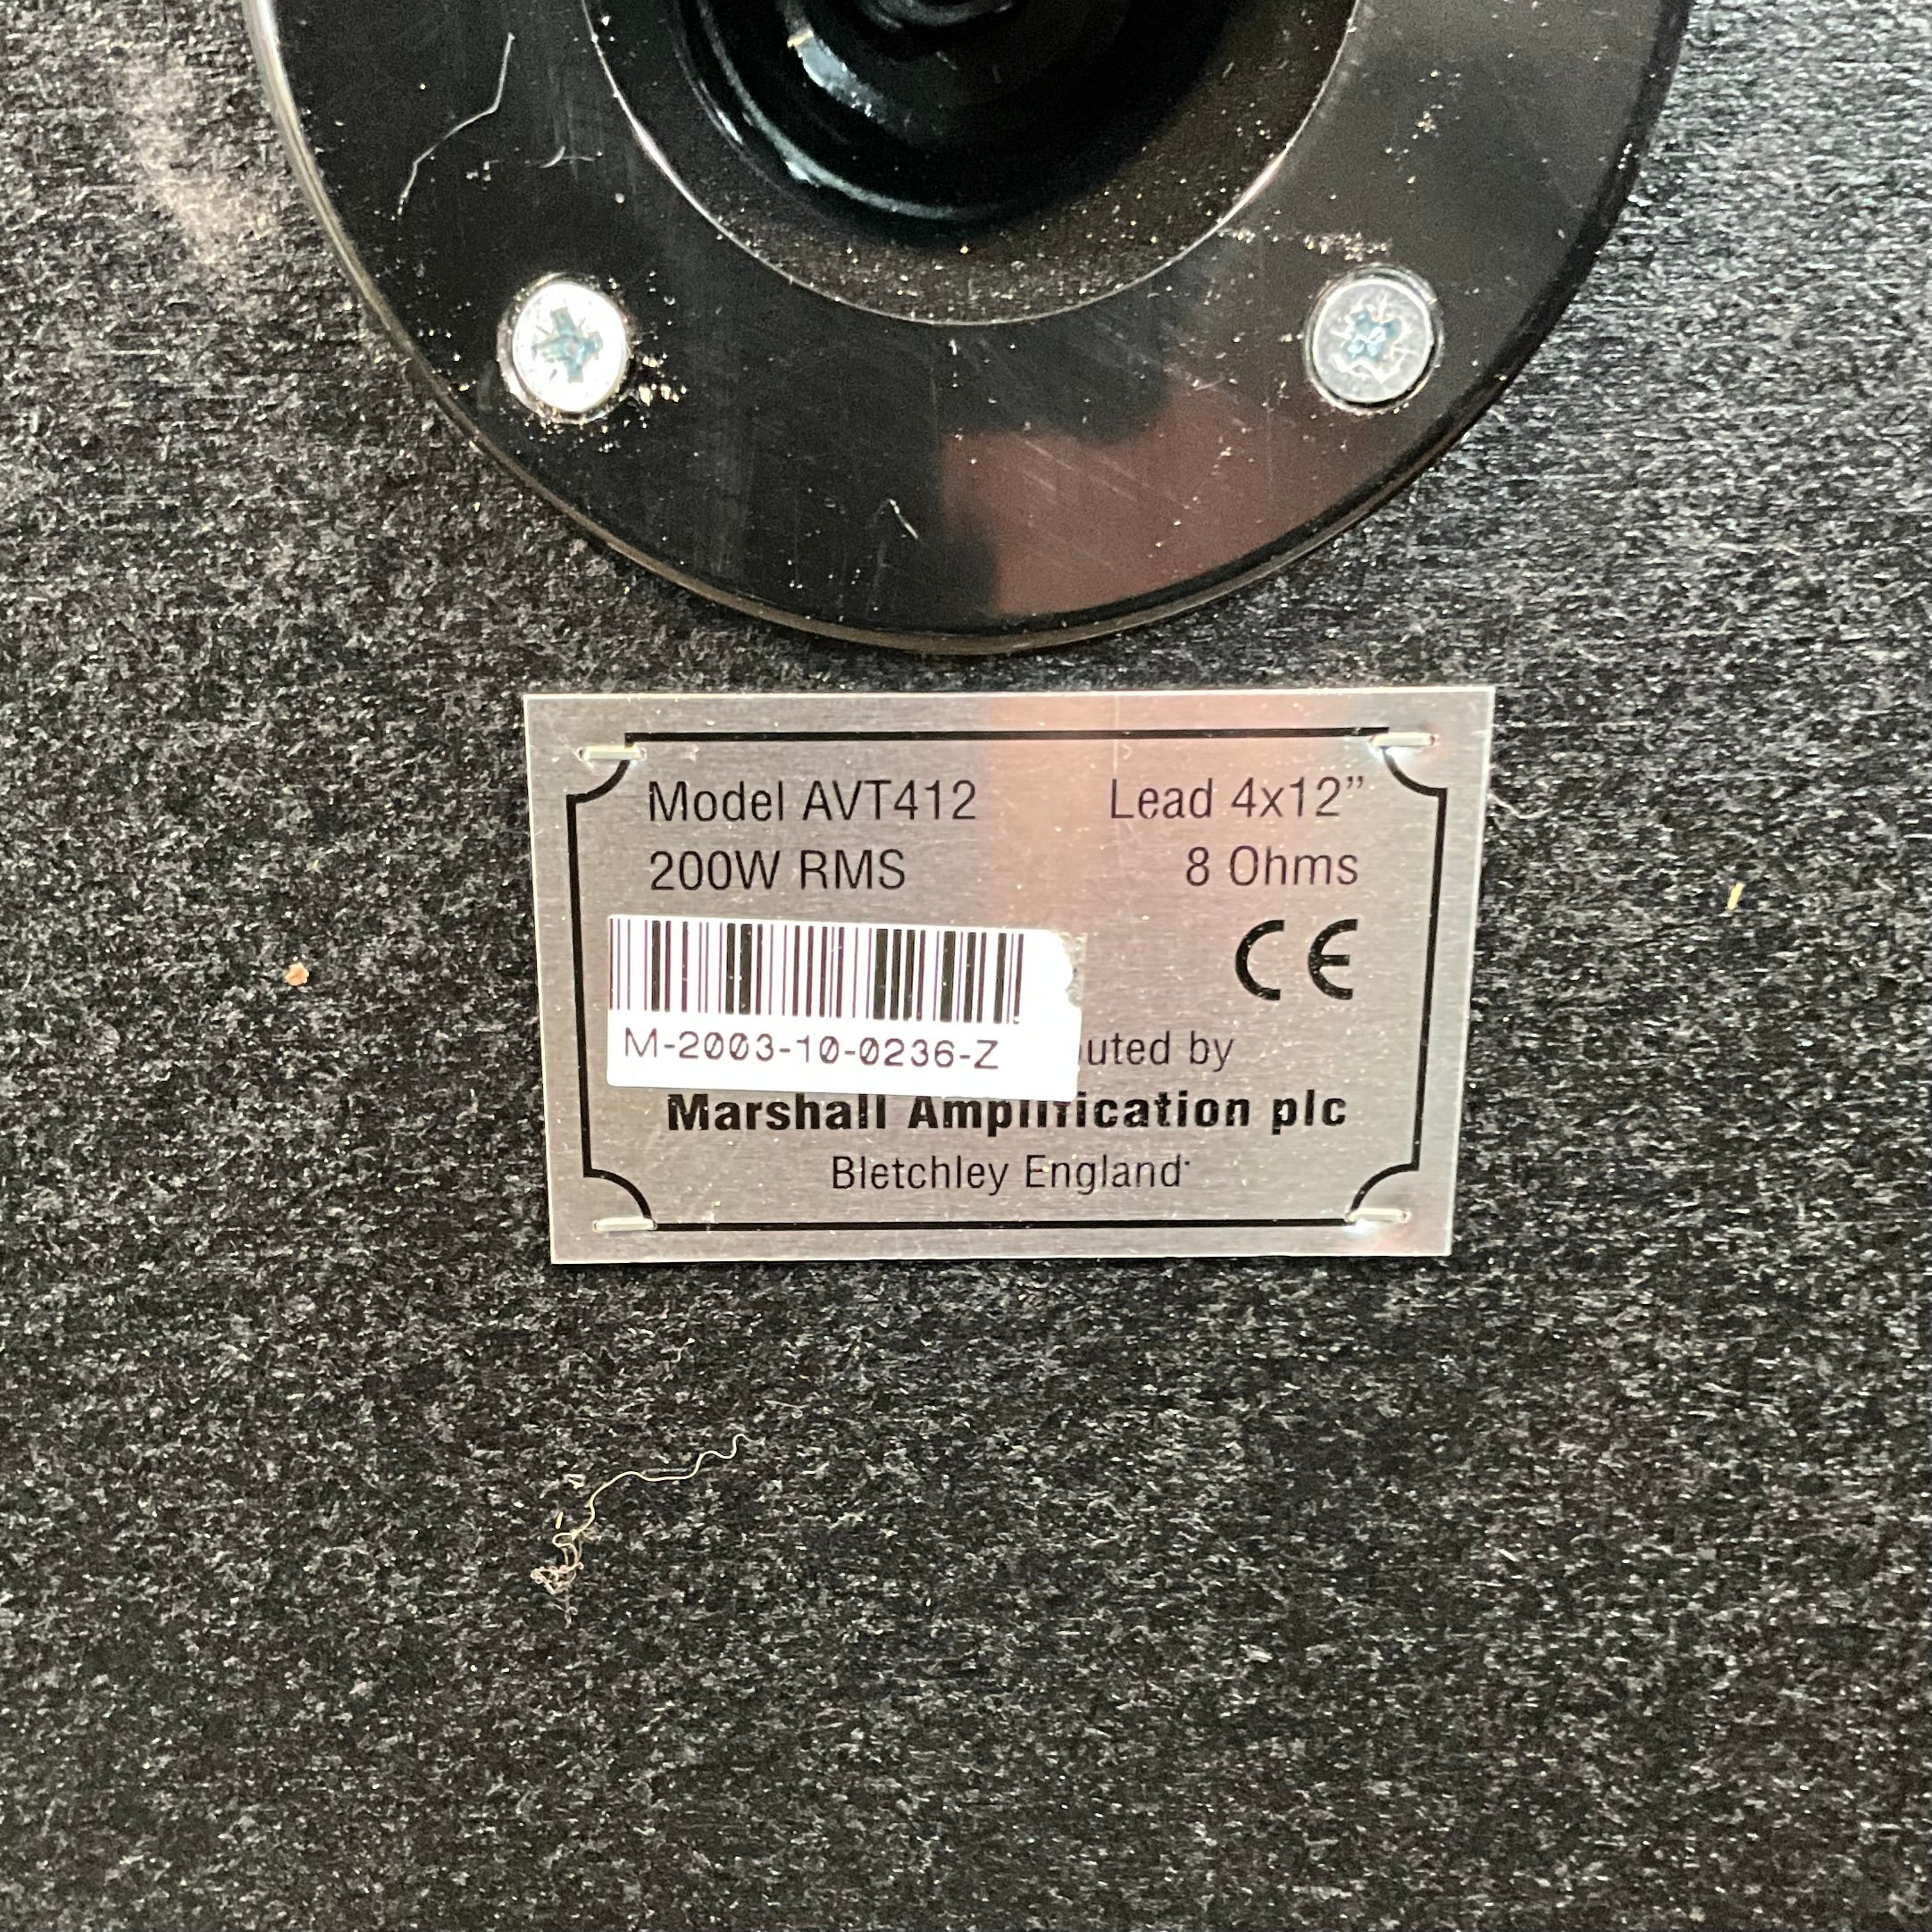 Model AVT412 Lead 4x12”
200W RMS 8 Ohms
CE
M-2003-10-0236-Z
uted by
Marshall Amplification plc
Bletchley England